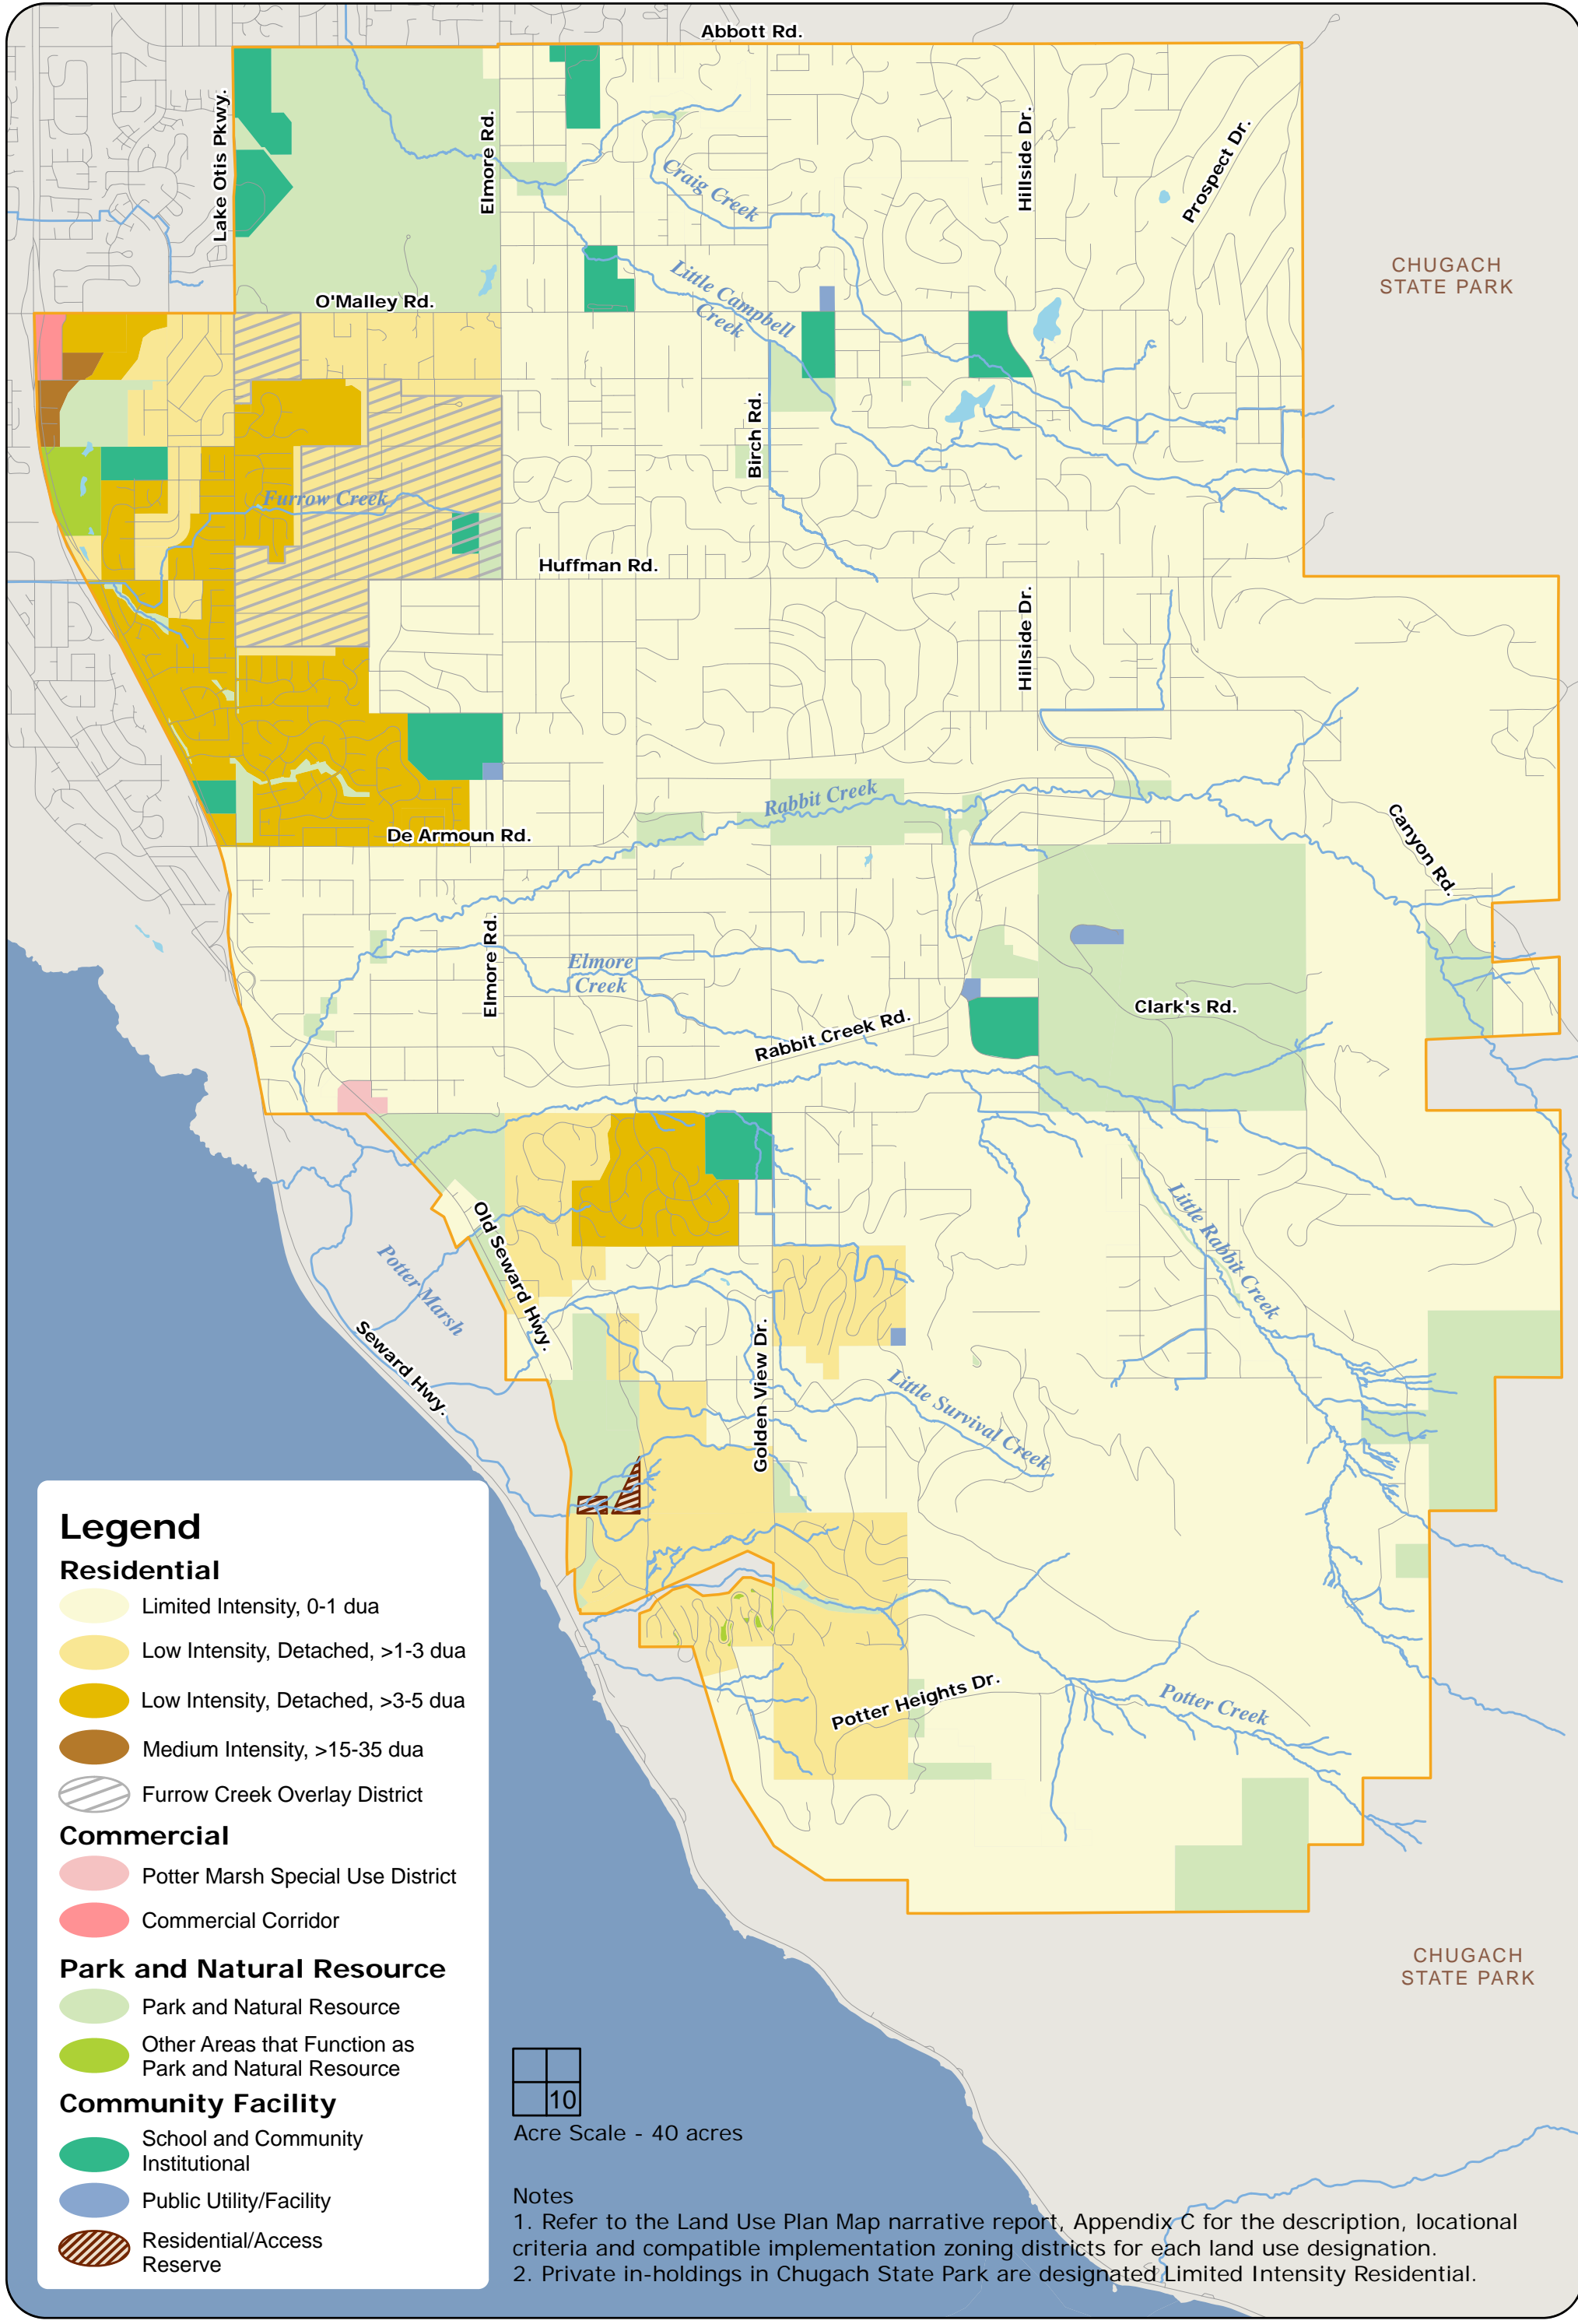 Abbott Rd.
Lake Otis Pkwy.
Elmore Rd.
Hillside Dr.
Prospect Dr.
Craig Creek
CHUGACH
STATE PARK
Little Campbell
Creek
O'Malley Rd.
Birch Rd.
Furrow Creek
Huffman Rd.
Hillside Dr.
Rabbit Creek
De Armoun Rd.
Canyon Rd.
Elmore Rd.
Elmore
Creek
Rabbit Creek Rd.
Clark's Rd.
Little Rabbit Creek
Old Seward Hwy.
Potter Marsh
Seward Hwy.
Golden View Dr.
Little Survival Creek
Potter Heights Dr.
Potter Creek
CHUGACH
STATE PARK
Legend
Residential
Limited Intensity, 0-1 dua
Low Intensity, Detached, >1-3 dua
Low Intensity, Detached, >3-5 dua
Medium Intensity, >15-35 dua
Furrow Creek Overlay District
Commercial
Potter Marsh Special Use District
Commercial Corridor
Park and Natural Resource
Park and Natural Resource
Other Areas that Function as
Park and Natural Resource
Community Facility
School and Community
Institutional
Public Utility/Facility
Residential/Access
Reserve
10
Acre Scale - 40 acres
Notes
1. Refer to the Land Use Plan Map narrative report, Appendix C for the description, locational
criteria and compatible implementation zoning districts for each land use designation.
2. Private in-holdings in Chugach State Park are designated Limited Intensity Residential.